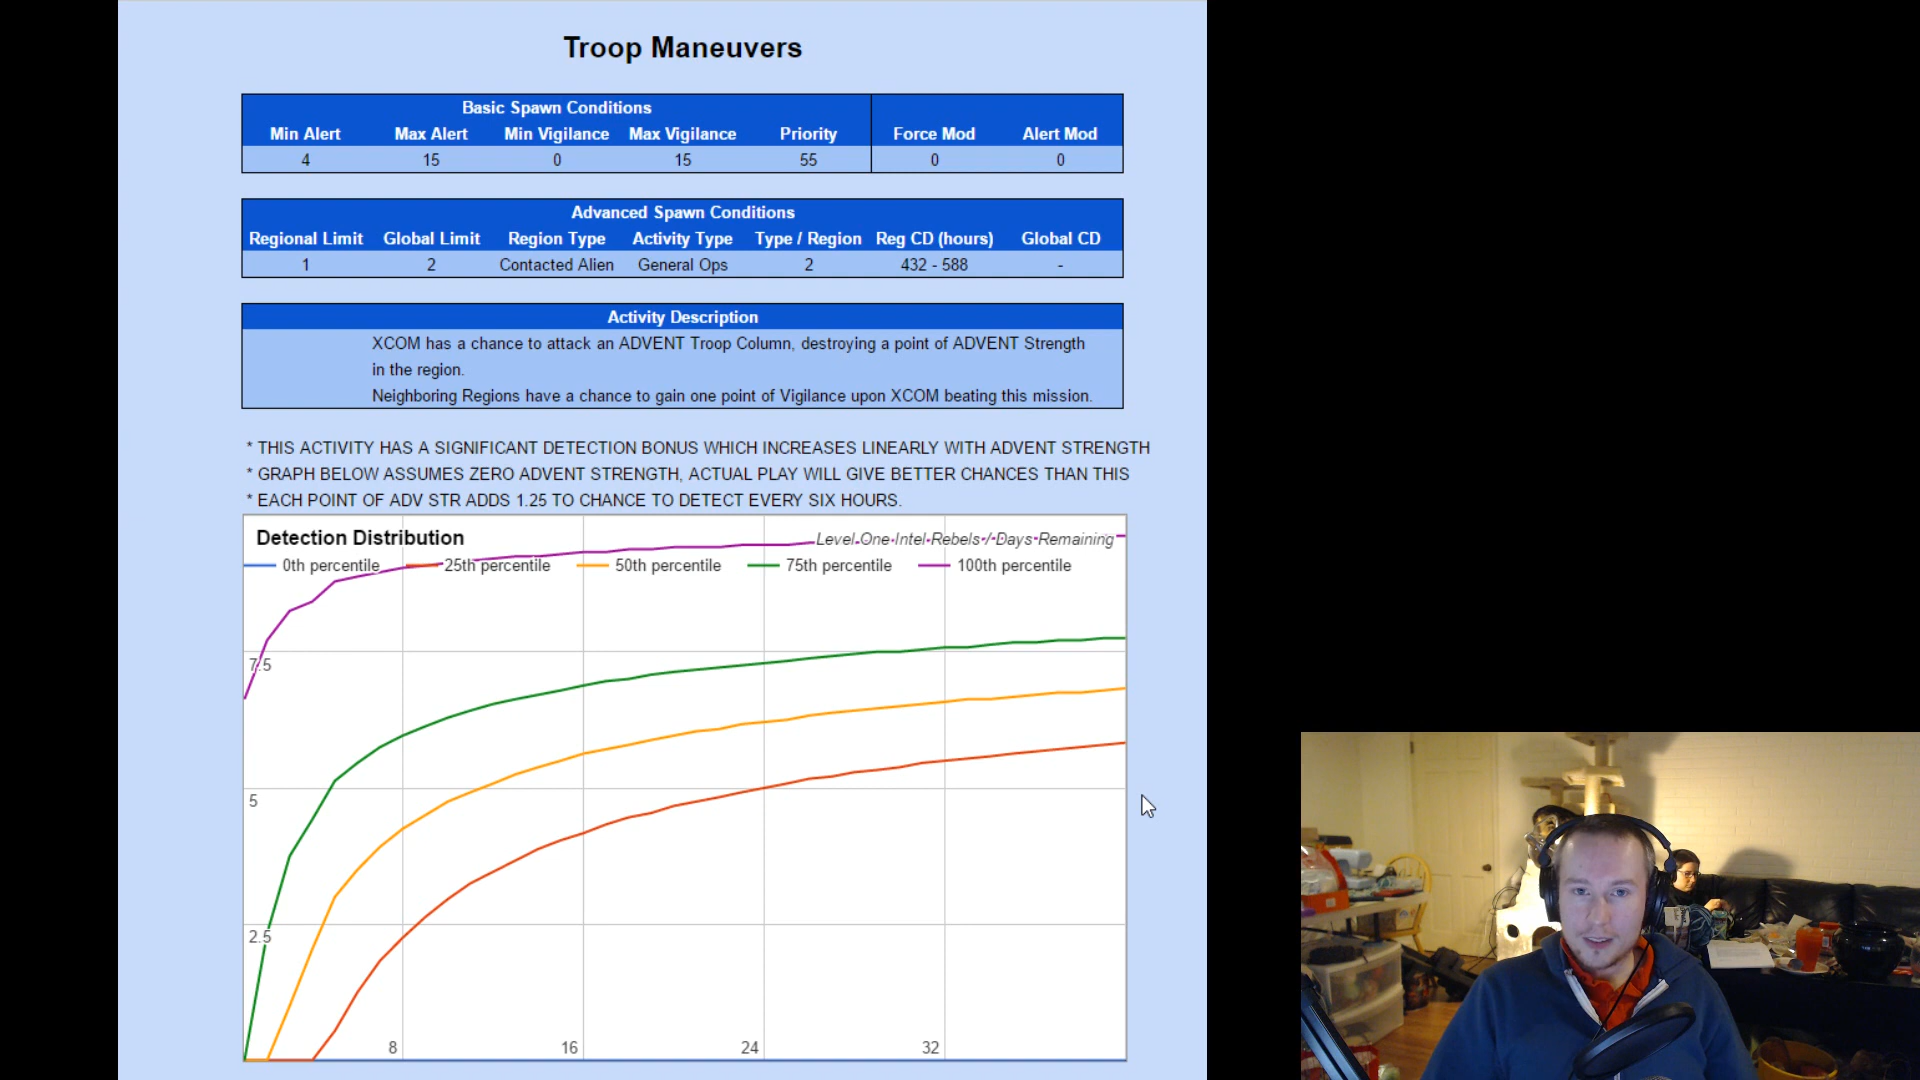 Troop Maneuvers
Basic Spawn Conditions
Min Alert Max Alert Min Vigilance Max Vigilance Priority Force Mod Alert Mod
4 15 0 15 55 0 0
Advanced Spawn Conditions
Regional Limit Global Limit Region Type Activity Type Type / Region Reg CD (hours) Global CD
1 2 Contacted Alien General Ops 2 432 - 588 -
Activity Description
XCOM has a chance to attack an ADVENT Troop Column, destroying a point of ADVENT Strength
in the region.
Neighboring Regions have a chance to gain one point of Vigilance upon XCOM beating this mission.
* THIS ACTIVITY HAS A SIGNIFICANT DETECTION BONUS WHICH INCREASES LINEARLY WITH ADVENT STRENGTH
* GRAPH BELOW ASSUMES ZERO ADVENT STRENGTH, ACTUAL PLAY WILL GIVE BETTER CHANCES THAN THIS
* EACH POINT OF ADV STR ADDS 1.25 TO CHANCE TO DETECT EVERY SIX HOURS.
Detection Distribution Level One Intel Rebels / Days Remaining
0th percentile 25th percentile 50th percentile 75th percentile 100th percentile
7.5
5
2.5
8 16 24 32